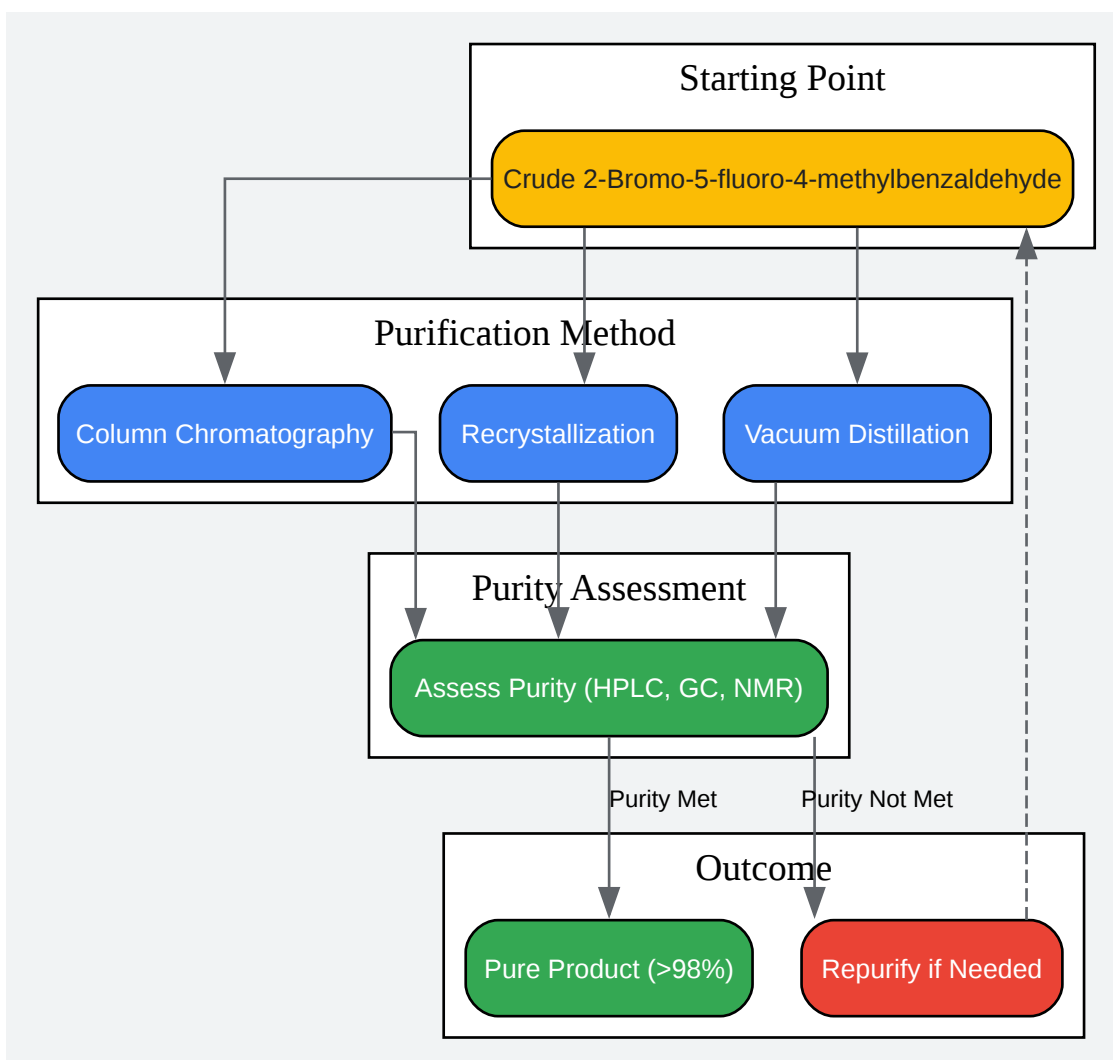 Starting Point
Crude 2-Bromo-5-fluoro-4-methylbenzaldehyde
Purification Method
Column Chromatography
Recrystallization
Vacuum Distillation
Purity Assessment
Assess Purity (HPLC, GC, NMR)
Purity Met
Purity Not Met
Outcome
Pure Product (>98%)
Repurify if Needed